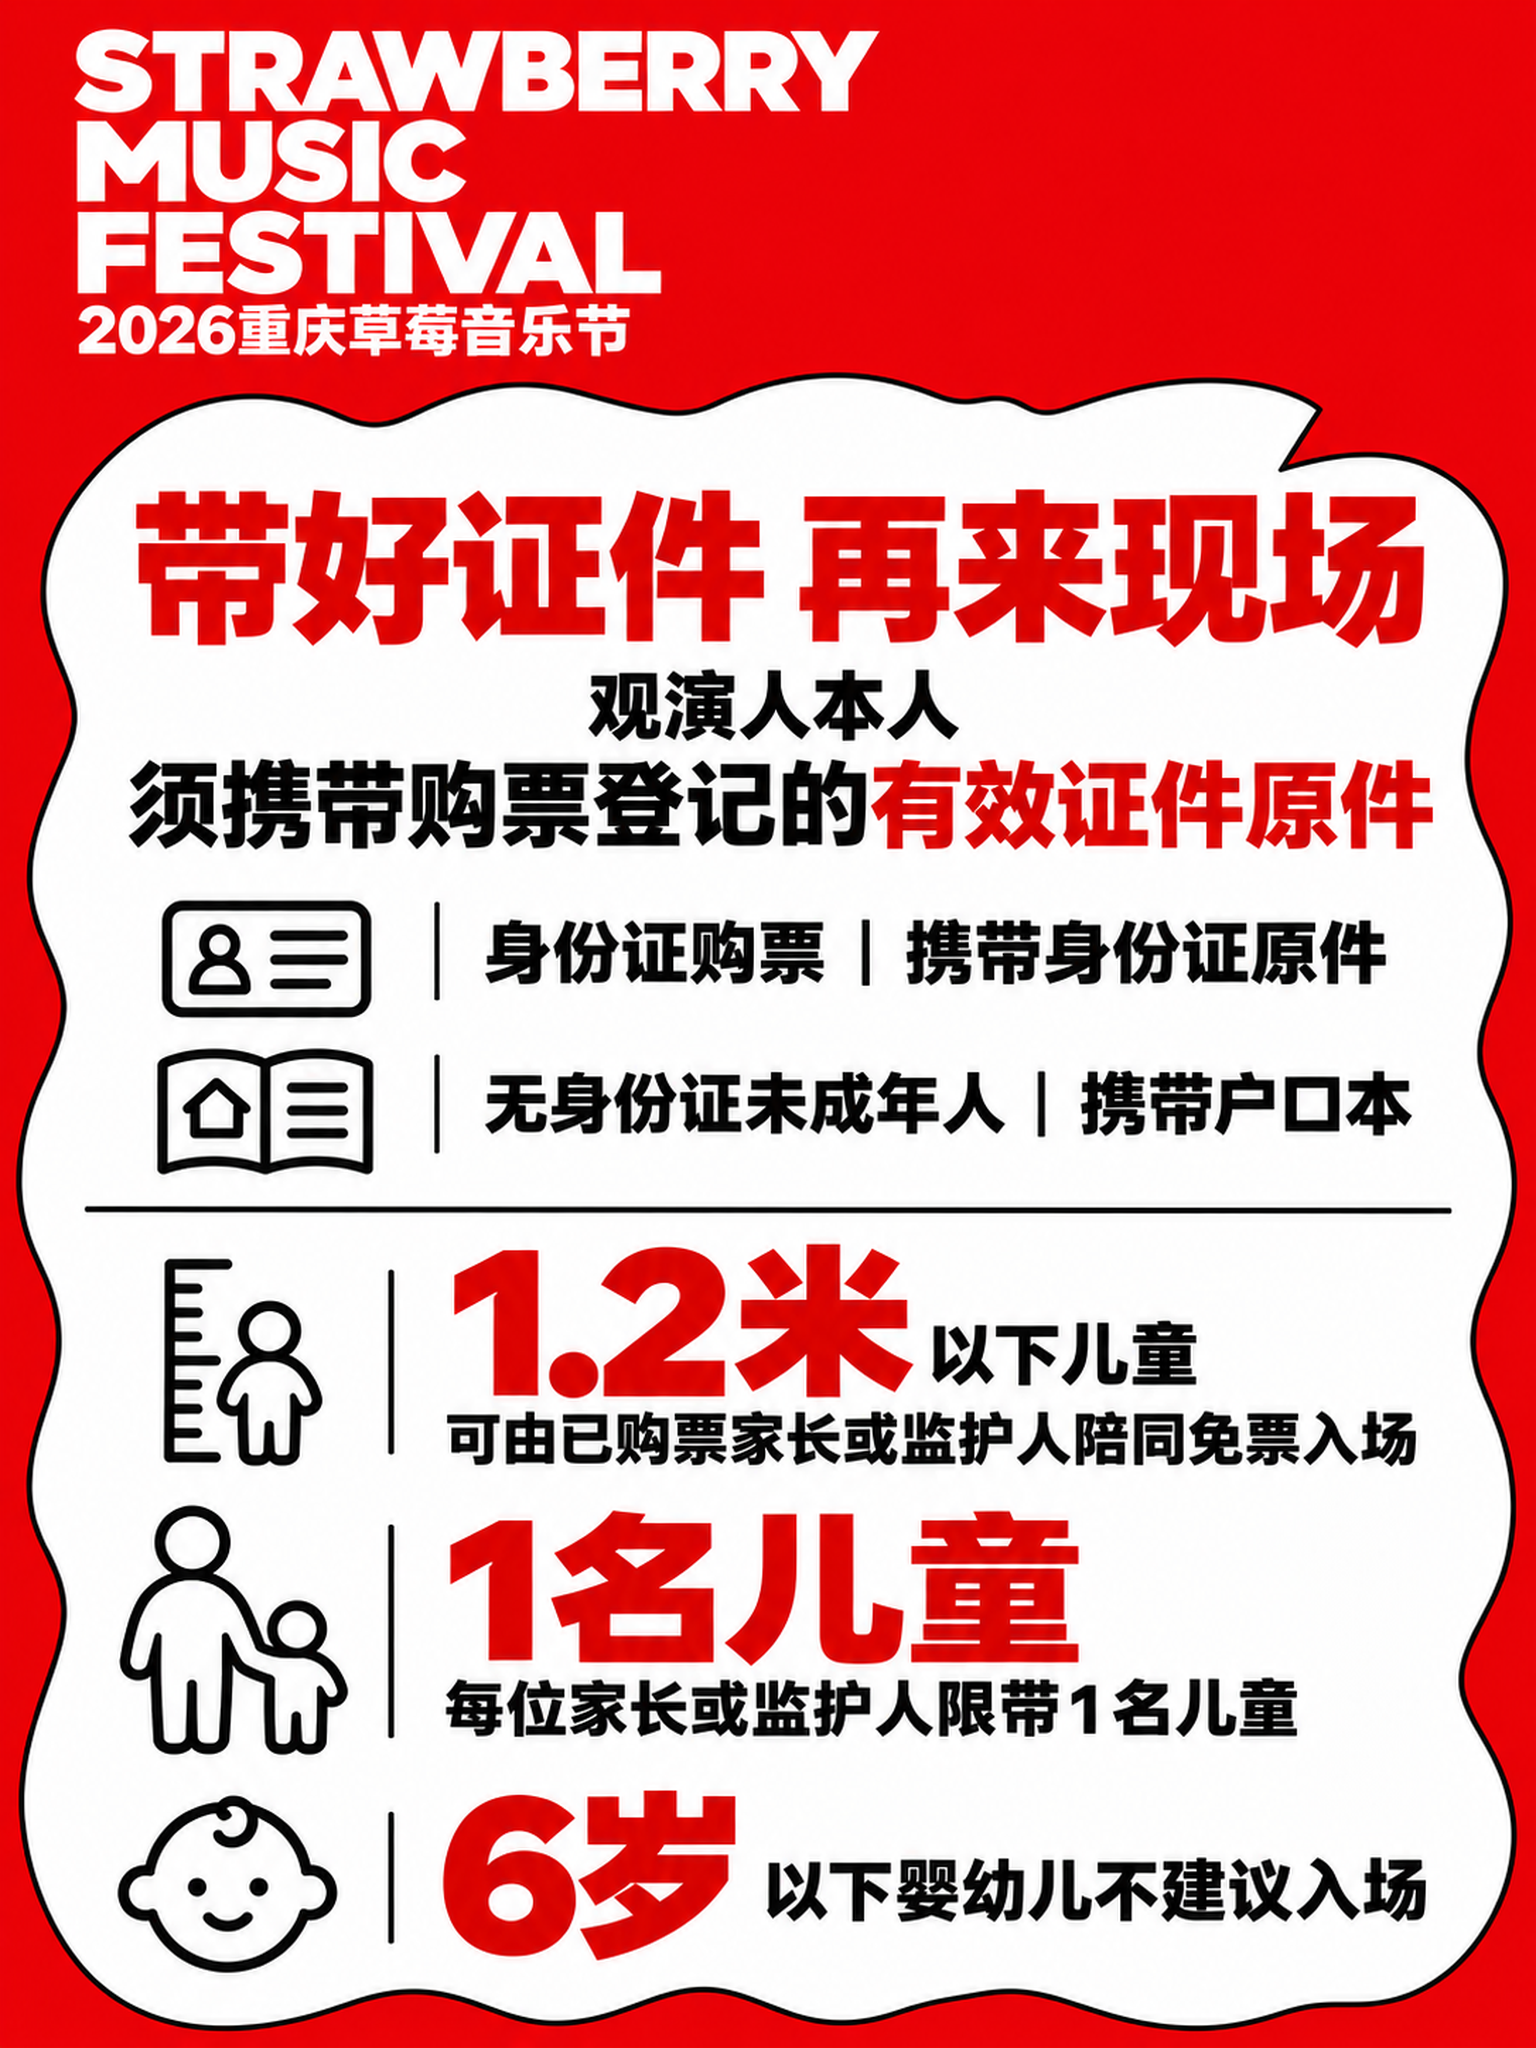 STRAWBERRY
MUSIC
FESTIVAL
2026重庆草莓音乐节
带好证件 再来现场
观演人本人
须携带购票登记的有效证件原件
身份证购票 | 携带身份证原件
无身份证未成年人 | 携带户口本
1.2米 以下儿童
可由已购票家长或监护人陪同免票入场
1名儿童
每位家长或监护人限带1名儿童
6岁 以下婴幼儿不建议入场